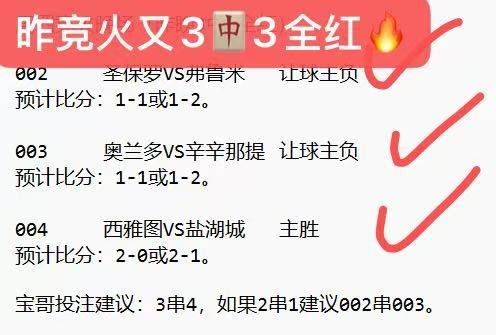 昨竞火又3🀄3全红🔥
002 圣保罗VS弗鲁米 让球主负
预计比分：1-1或1-2。
003 奥兰多VS辛辛那提 让球主负
预计比分：1-1或1-2。
004 西雅图VS盐湖城 主胜
预计比分：2-0或2-1。
宝哥投注建议：3串4，如果2串1建议002串003。